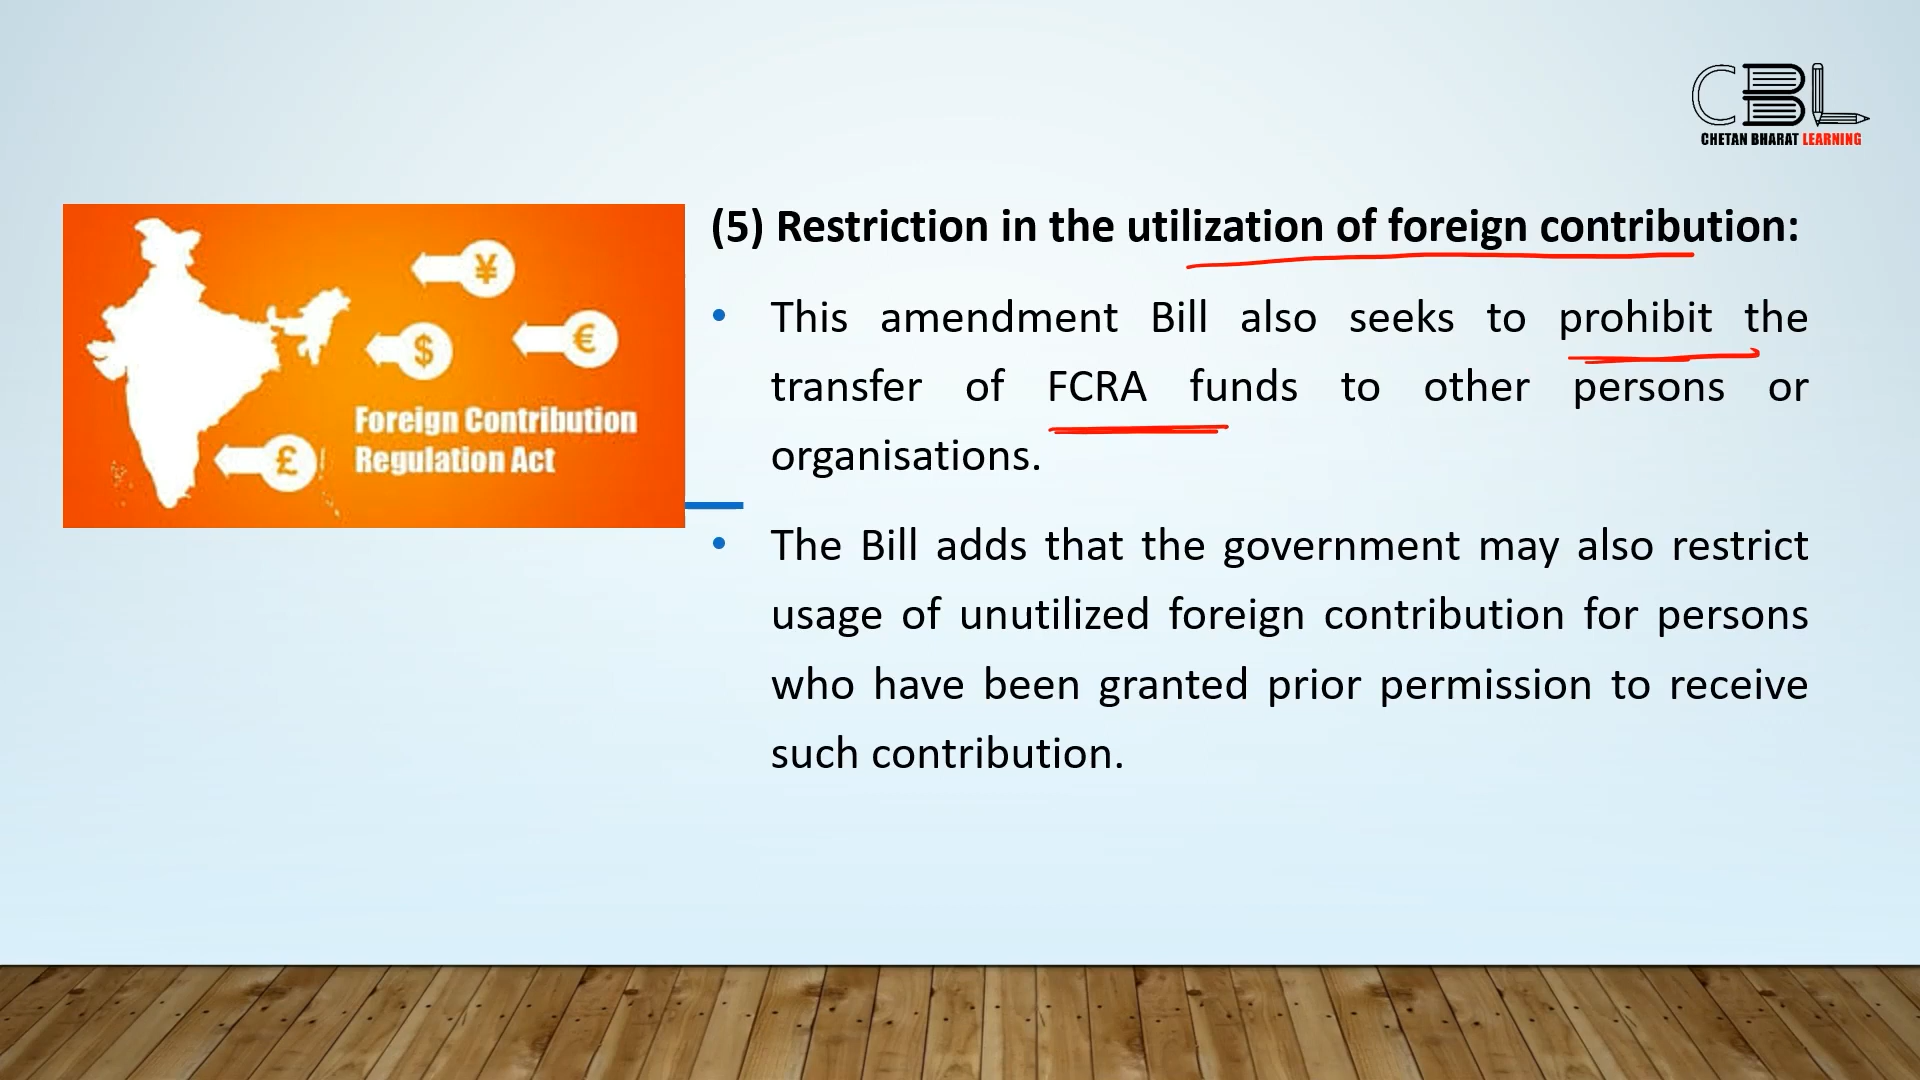 CBL
CHETAN BHARAT LEARNING
(5) Restriction in the utilization of foreign contribution:
• This amendment Bill also seeks to prohibit the
transfer of FCRA funds to other persons or
organisations.
• The Bill adds that the government may also restrict
usage of unutilized foreign contribution for persons
who have been granted prior permission to receive
such contribution.
¥
$
€
£
Foreign Contribution
Regulation Act